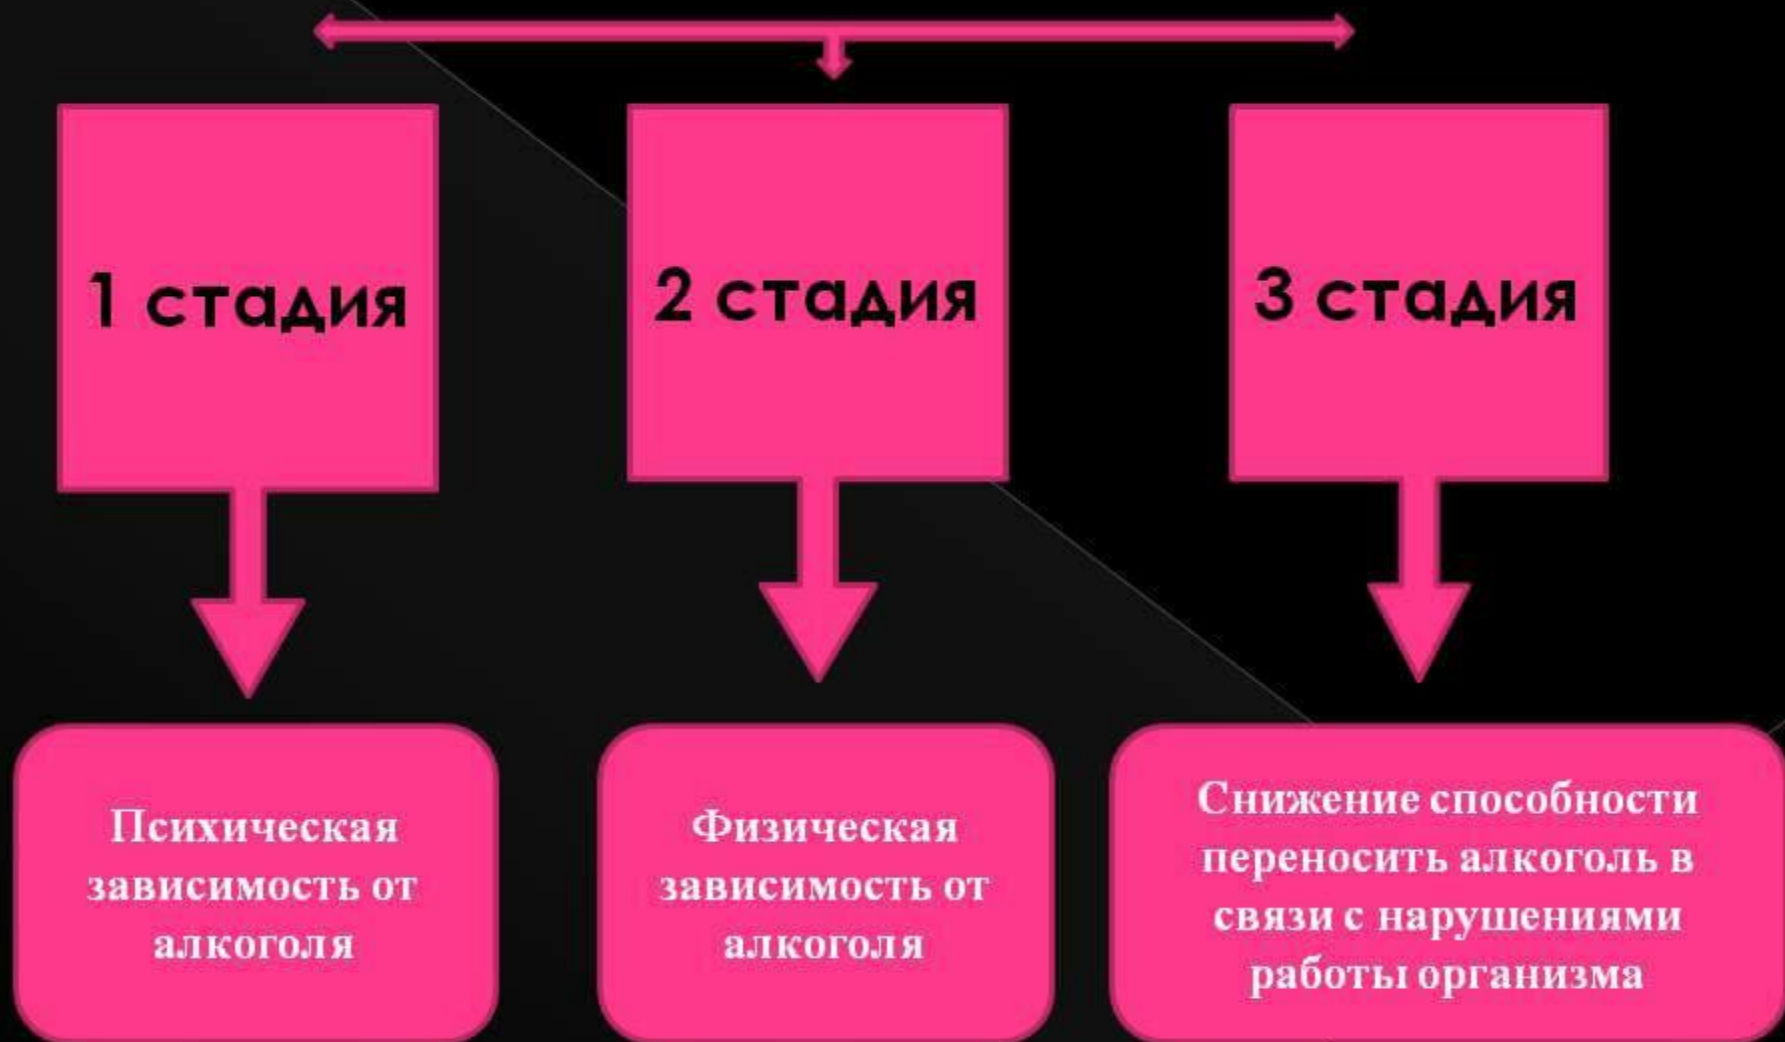 1 стадия
2 стадия
3 стадия
Психическая
зависимость от
алкоголя
Физическая
зависимость от
алкоголя
Снижение способности
переносить алкоголь в
связи с нарушениями
работы организма